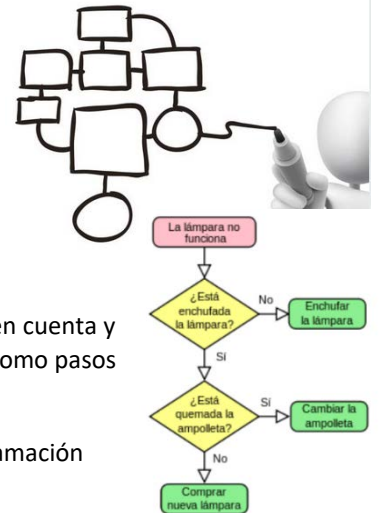 La lámpara no
funciona
¿Está
enchufada
la lámpara?
No
Enchufar
la lámpara
Sí
¿Está
quemada la
ampolleta?
Sí
Cambiar la
ampolleta
No
Comprar
nueva lámpara
en cuenta y
como pasos
mación